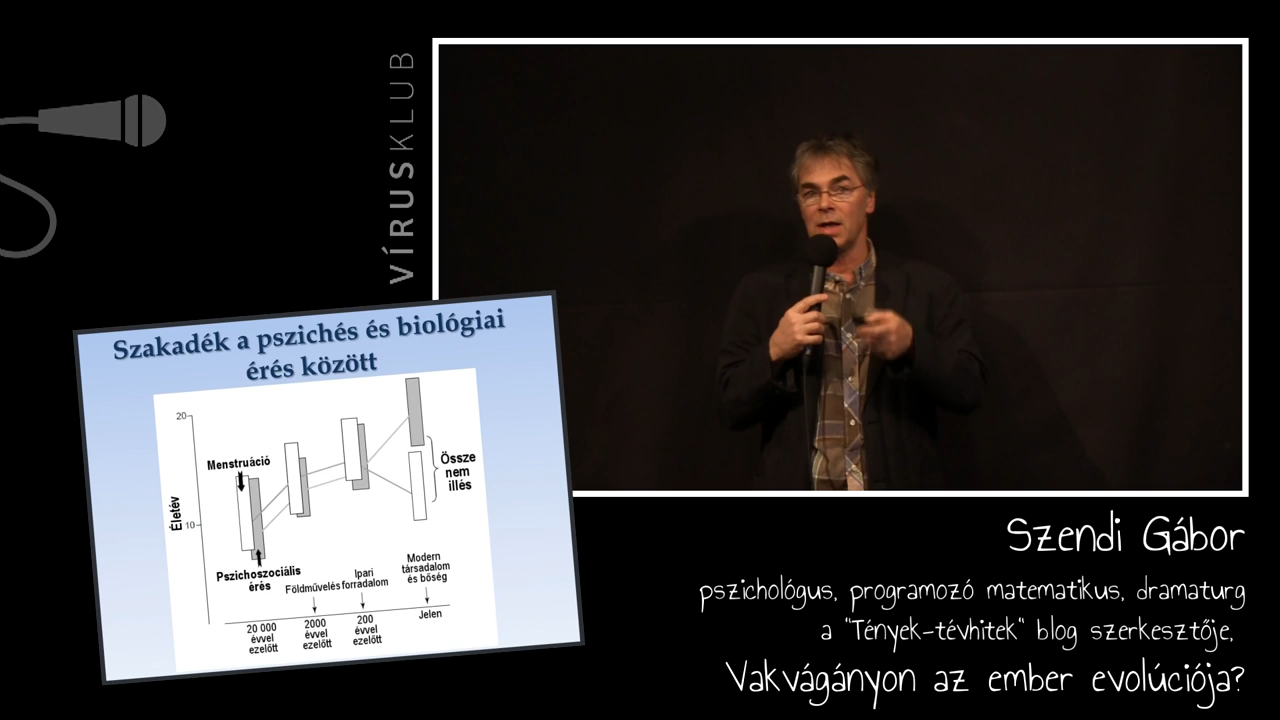 VÍRUSKLUB
Szakadék a pszichés és biológiai
érés között
20
Menstruáció
Össze
nem
illés
Életév
10
Pszichoszociális
érés
Földművelés
Ipari
forradalom
Modern
társadalom
és bőség
20 000
évvel
ezelőtt
2000
évvel
ezelőtt
200
évvel
ezelőtt
Jelen
Szendi Gábor
pszichológus, programozó matematikus, dramaturg
a "Tények-tévhitek" blog szerkesztője,
Vakvágányon az ember evolúciója?